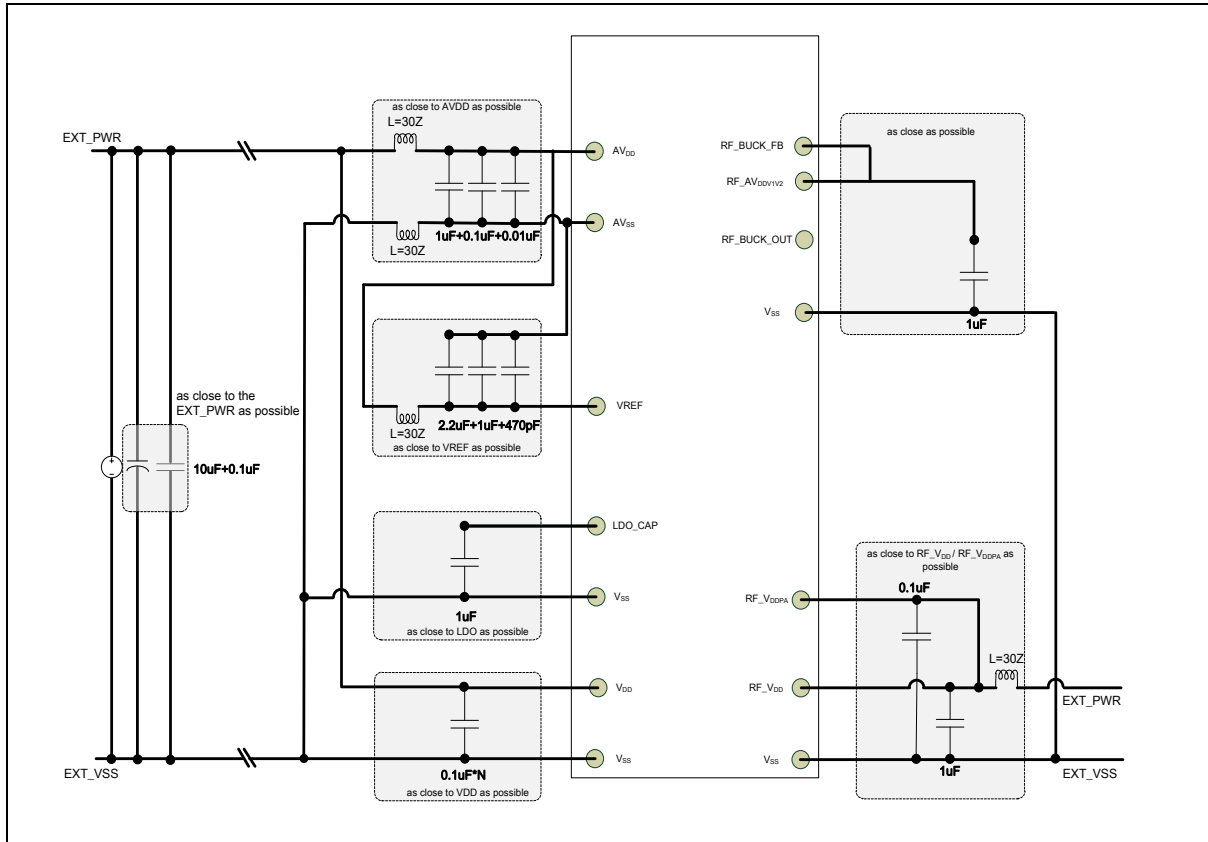 as close to AVDD as possible
EXT_PWR
L=30Z
AVDD
AVSS
1uF+0.1uF+0.01uF
L=30Z
as close as possible
RF_BUCK_FB
RF_AVDDV1V2
RF_BUCK_OUT
VSS
1uF
VREF
L=30Z
2.2uF+1uF+470pF
as close to VREF as possible
as close to the
EXT_PWR as possible
10uF+0.1uF
LDO_CAP
VSS
1uF
as close to LDO as possible
as close to RF_VDD / RF_VDDPA as
possible
0.1uF
RF_VDDPA
L=30Z
VDD
RF_VDD
EXT_PWR
EXT_VSS
VSS
0.1uF*N
as close to VDD as possible
VSS
1uF
EXT_VSS